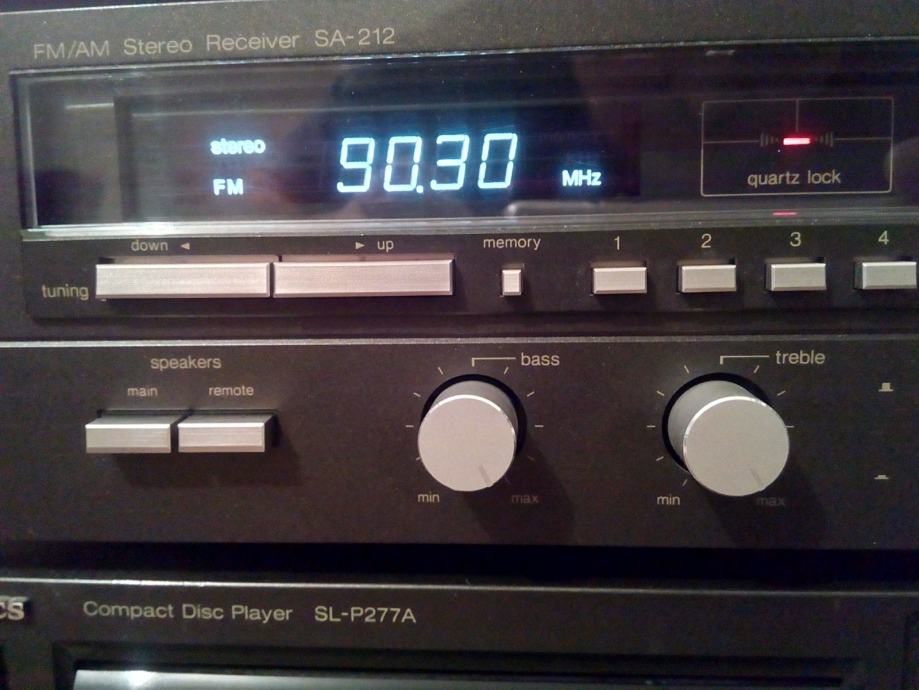 FM/AM Stereo Receiver SA-212
stereo
90.30
FM
MHz
quartz lock
down ◄
► up
memory
1
2
3
4
tuning
speakers
main
remote
bass
treble
min
max
min
max
Compact Disc Player SL-P277A